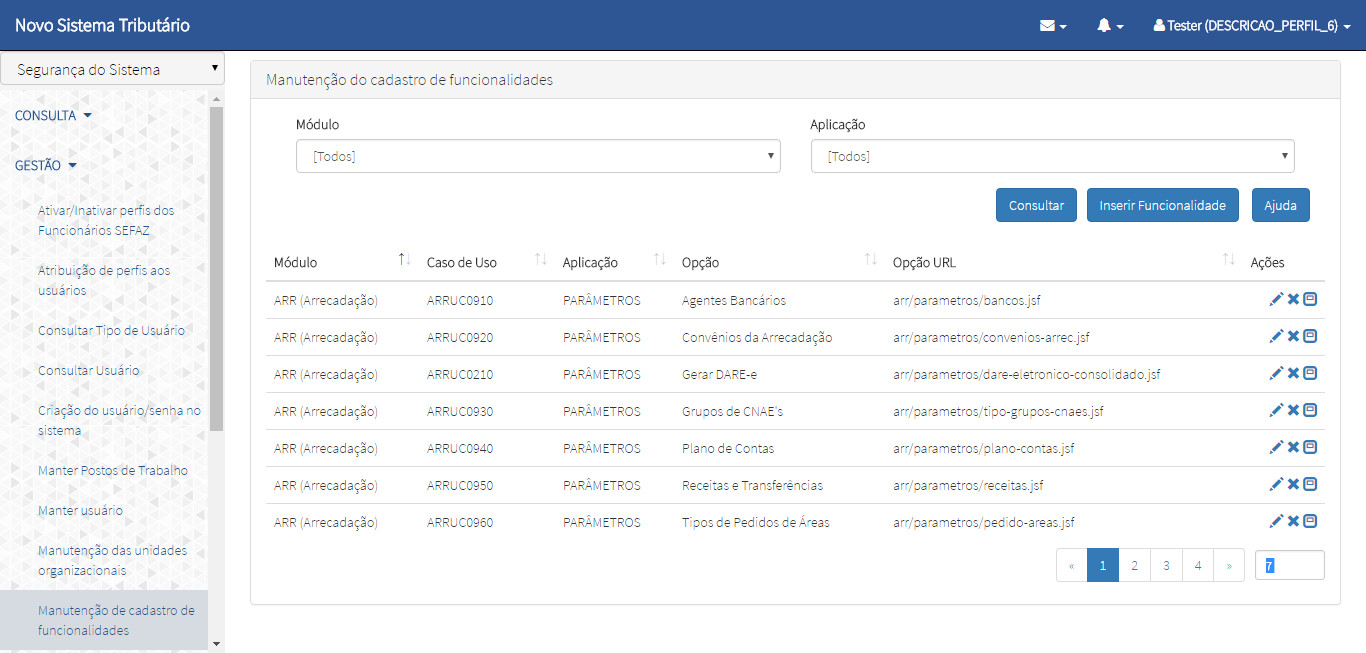 Novo Sistema Tributário
Tester (DESCRICAO_PERFIL_6)
Segurança do Sistema
CONSULTA
GESTÃO
Ativar/Inativar perfis dos
Funcionários SEFAZ
Atribuição de perfis aos
usuários
Consultar Tipo de Usuário
Consultar Usuário
Criação do usuário/senha no
sistema
Manter Postos de Trabalho
Manter usuário
Manutenção das unidades
organizacionais
Manutenção de cadastro de
funcionalidades
Manutenção do cadastro de funcionalidades
Módulo Aplicação
[Todos] [Todos]
Consultar Inserir Funcionalidade Ajuda
Módulo Caso de Uso Aplicação Opção Opção URL Ações
ARR (Arrecadação) ARRUC0910 PARÂMETROS Agentes Bancários arr/parametros/bancos.jsf
ARR (Arrecadação) ARRUC0920 PARÂMETROS Convênios da Arrecadação arr/parametros/convenios-arrec.jsf
ARR (Arrecadação) ARRUC0210 PARÂMETROS Gerar DARE-e arr/parametros/dare-eletronico-consolidado.jsf
ARR (Arrecadação) ARRUC0930 PARÂMETROS Grupos de CNAE's arr/parametros/tipo-grupos-cnaes.jsf
ARR (Arrecadação) ARRUC0940 PARÂMETROS Plano de Contas arr/parametros/plano-contas.jsf
ARR (Arrecadação) ARRUC0950 PARÂMETROS Receitas e Transferências arr/parametros/receitas.jsf
ARR (Arrecadação) ARRUC0960 PARÂMETROS Tipos de Pedidos de Áreas arr/parametros/pedido-areas.jsf
« 1 2 3 4 » 7